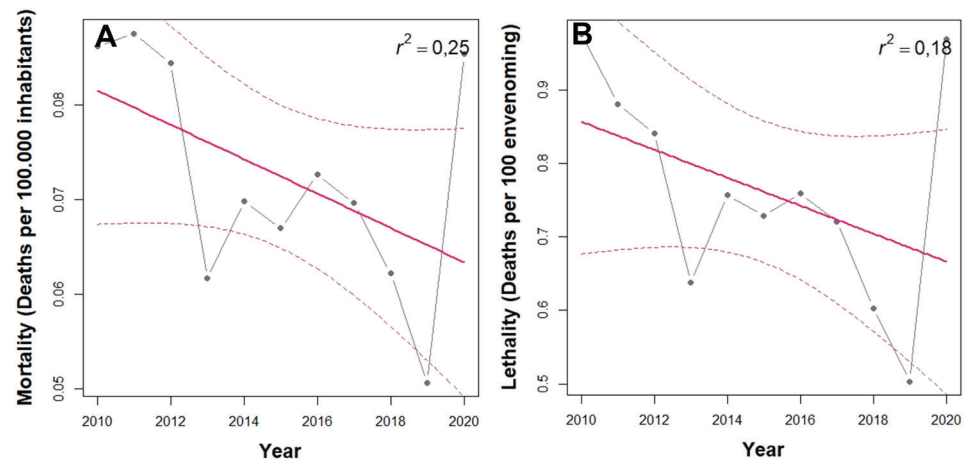 A
r² = 0,25
Mortality (Deaths per 100.000 inhabitants)
0.08
0.07
0.06
0.05
2010 2012 2014 2016 2018 2020
Year
B
r² = 0,18
Lethality (Deaths per 100 envenoming)
0.9
0.8
0.7
0.6
0.5
2010 2012 2014 2016 2018 2020
Year